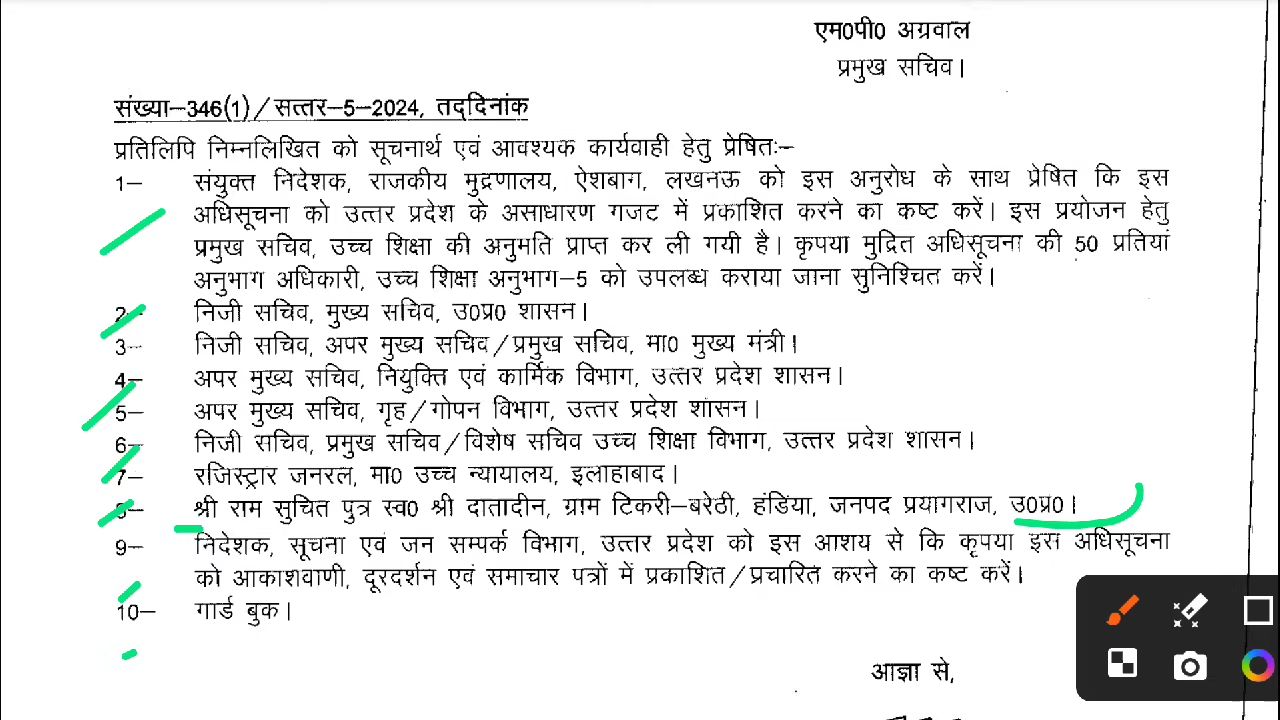 एम0पी0 अग्रवाल
प्रमुख सचिव।
संख्या–346(1)/सत्तर–5–2024, तद्दिनांक
प्रतिलिपि निम्नलिखित को सूचनार्थ एवं आवश्यक कार्यवाही हेतु प्रेषितः–
1– संयुक्त निदेशक, राजकीय मुद्रणालय, ऐशबाग, लखनऊ को इस अनुरोध के साथ प्रेषित कि इस
अधिसूचना को उत्तर प्रदेश के असाधारण गजट में प्रकाशित करने का कष्ट करें। इस प्रयोजन हेतु
प्रमुख सचिव, उच्च शिक्षा की अनुमति प्राप्त कर ली गयी है। कृपया मुद्रित अधिसूचना की 50 प्रतियां
अनुभाग अधिकारी, उच्च शिक्षा अनुभाग–5 को उपलब्ध कराया जाना सुनिश्चित करें।
2– निजी सचिव, मुख्य सचिव, उ0प्र0 शासन।
3– निजी सचिव, अपर मुख्य सचिव/प्रमुख सचिव, मा0 मुख्य मंत्री।
4– अपर मुख्य सचिव, नियुक्ति एवं कार्मिक विभाग, उत्तर प्रदेश शासन।
5– अपर मुख्य सचिव, गृह/गोपन विभाग, उत्तर प्रदेश शासन।
6– निजी सचिव, प्रमुख सचिव/विशेष सचिव उच्च शिक्षा विभाग, उत्तर प्रदेश शासन।
7– रजिस्ट्रार जनरल, मा0 उच्च न्यायालय, इलाहाबाद।
8– श्री राम सुचित पुत्र स्व0 श्री दातादीन, ग्राम टिकरी–बरेठी, हंडिया, जनपद प्रयागराज, उ0प्र0।
9– निदेशक, सूचना एवं जन सम्पर्क विभाग, उत्तर प्रदेश को इस आशय से कि कृपया इस अधिसूचना
को आकाशवाणी, दूरदर्शन एवं समाचार पत्रों में प्रकाशित/प्रचारित करने का कष्ट करें।
10– गार्ड बुक।
आज्ञा से,